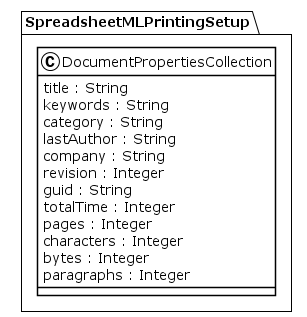 SpreadsheetMLPrintingSetup
C DocumentPropertiesCollection
title : String
keywords : String
category : String
lastAuthor : String
company : String
revision : Integer
guid : String
totalTime : Integer
pages : Integer
characters : Integer
bytes : Integer
paragraphs : Integer